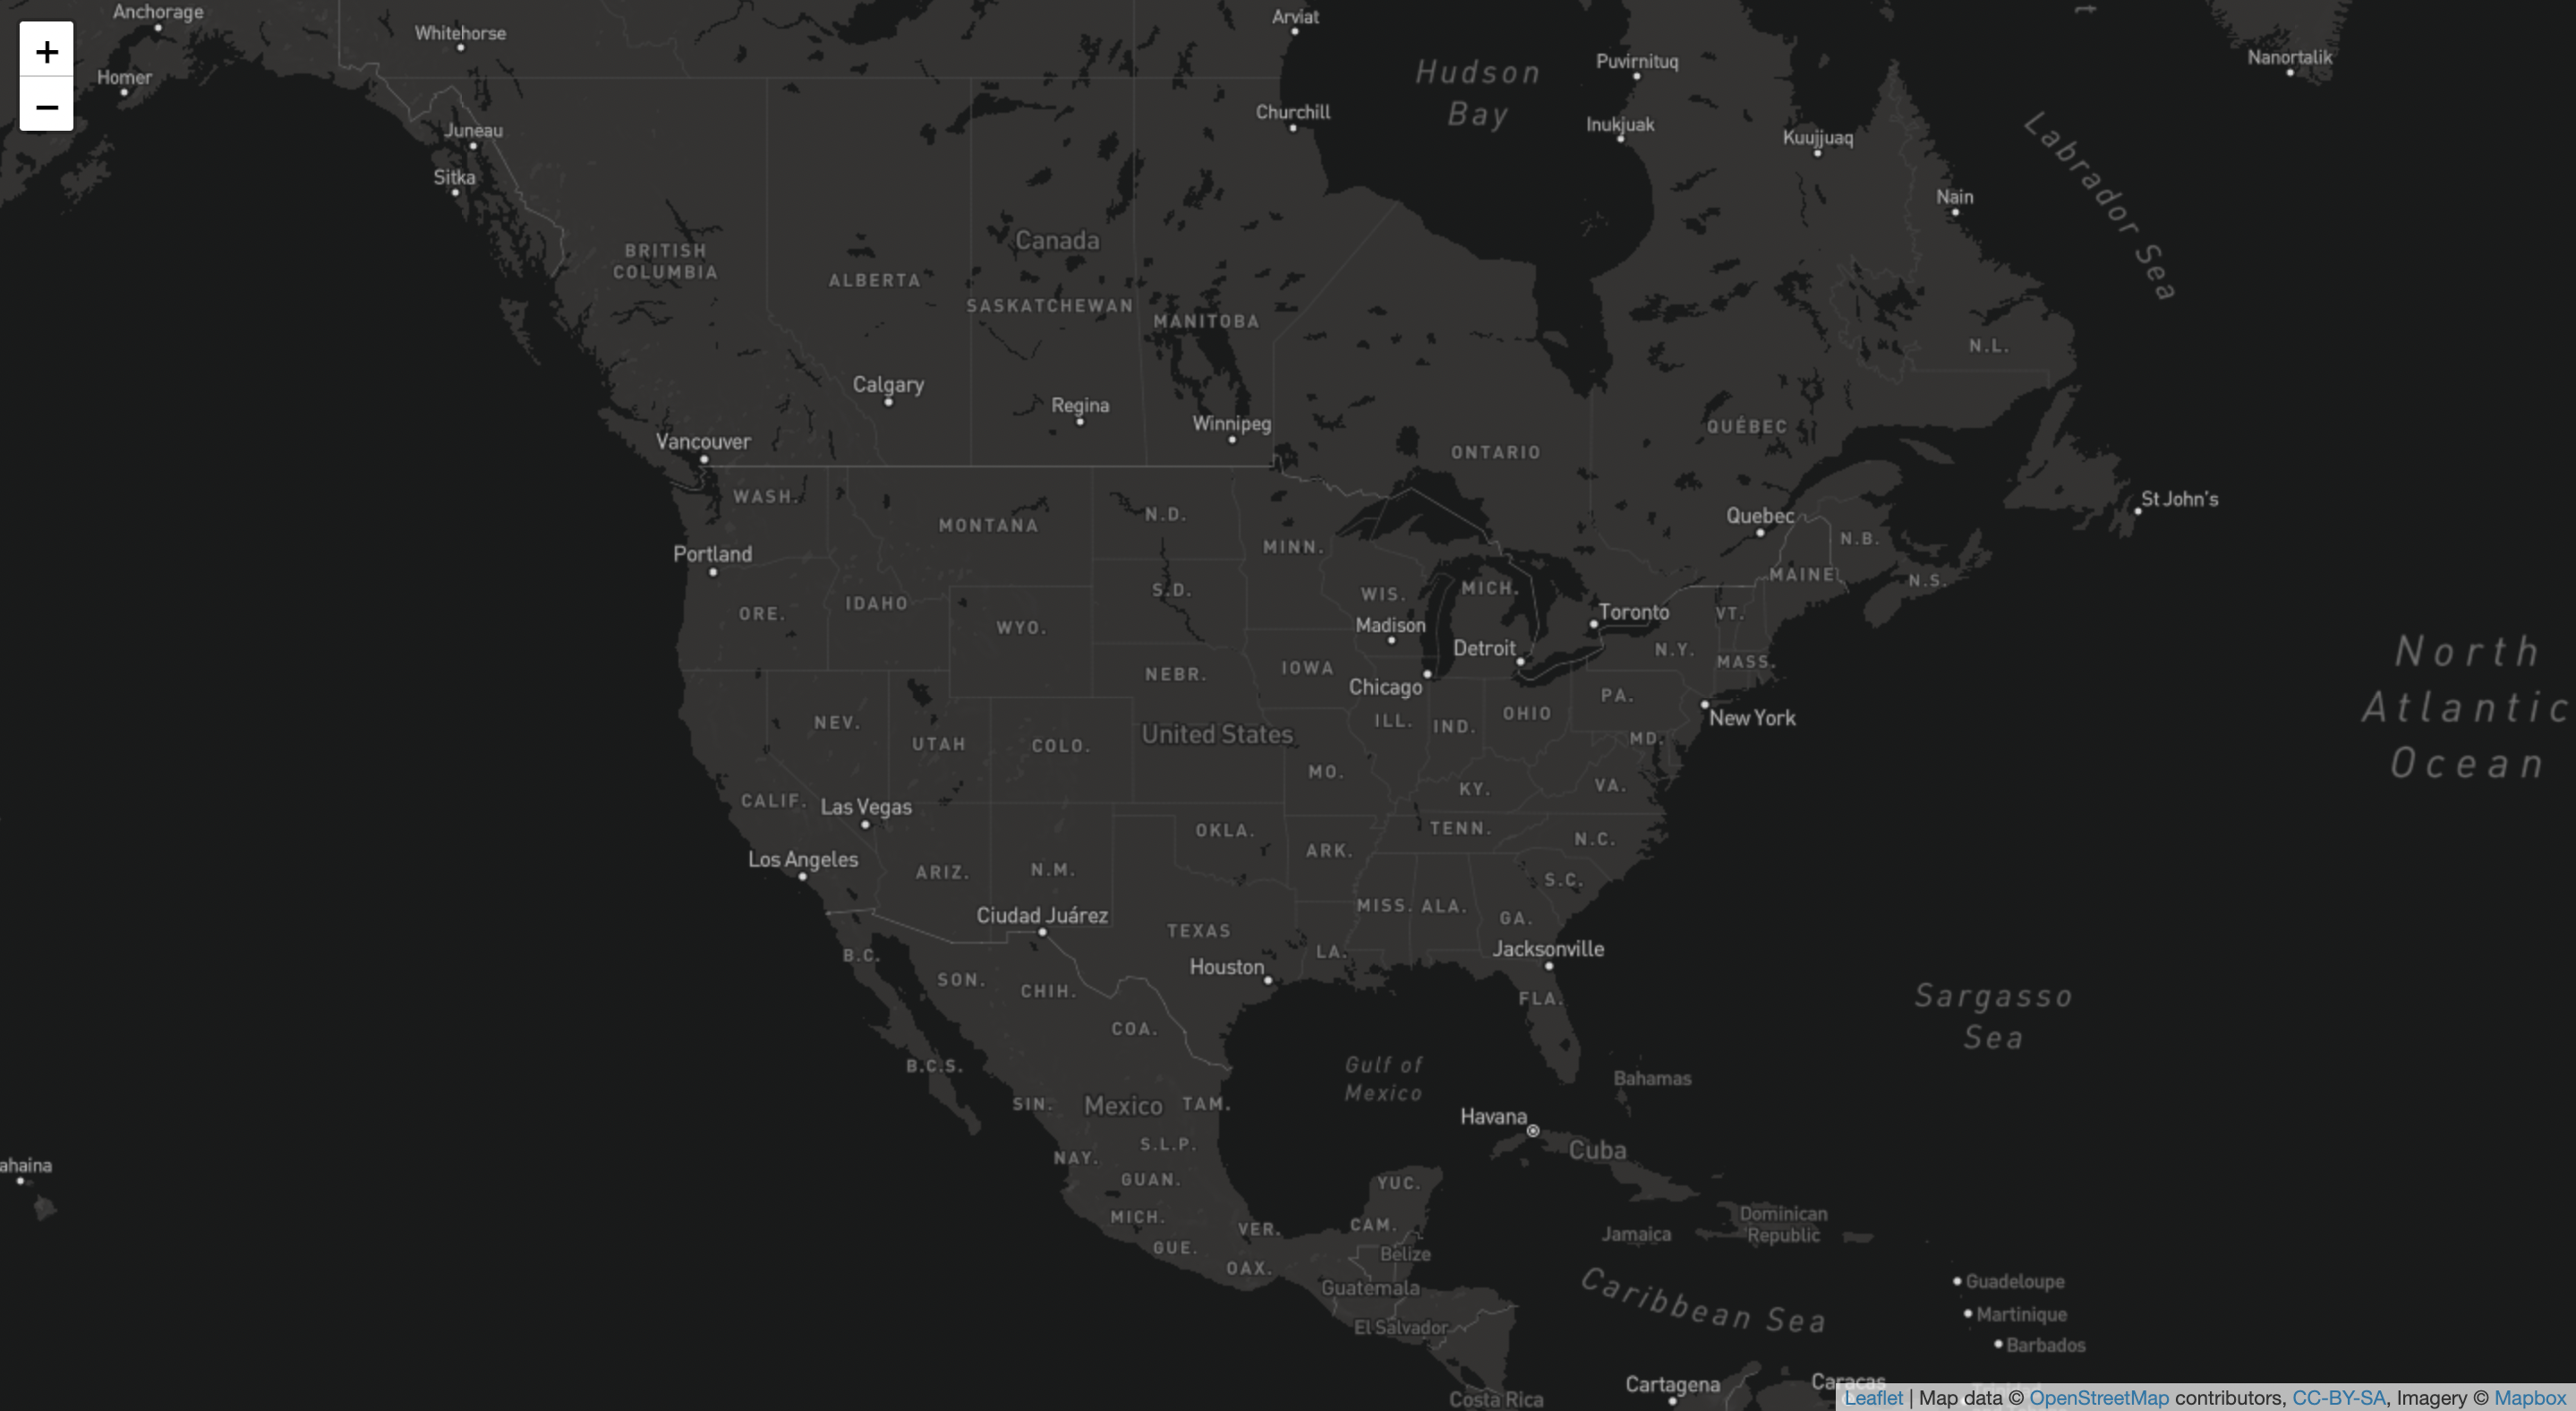 Anchorage
Whitehorse
Arviat
Hudson
Bay
Puvirnituq
Nanortalik
+
−
Homer
Churchill
Inukjuak
Kuujjuaq
Labrador Sea
Juneau
Sitka
Nain
BRITISH
COLUMBIA
Canada
ALBERTA
SASKATCHEWAN
MANITOBA
N.L.
Calgary
Regina
Winnipeg
QUÉBEC
Vancouver
ONTARIO
WASH.
MONTANA
N.D.
St John's
Quebec
N.B.
MINN.
Portland
MAINE
N.S.
S.D.
WIS.
MICH.
IDAHO
ORE.
WYO.
Toronto
VT.
Madison
Detroit
N.Y.
MASS.
North
Atlantic
Ocean
NEBR.
IOWA
Chicago
PA.
New York
NEV.
UTAH
COLO.
United States
ILL.
IND.
OHIO
MD.
MO.
KY.
VA.
CALIF.
Las Vegas
OKLA.
TENN.
N.C.
ARK.
Los Angeles
ARIZ.
N.M.
S.C.
Ciudad Juárez
TEXAS
MISS.
ALA.
GA.
B.C.
Houston
LA.
Jacksonville
SON.
CHIH.
FLA.
Sargasso
Sea
COA.
B.C.S.
Gulf of
Mexico
Bahamas
SIN.
Mexico
TAM.
Havana
Cuba
S.L.P.
NAY.
ahaina
GUAN.
YUC.
MICH.
VER.
CAM.
Jamaica
Dominican
Republic
GUE.
OAX.
Belize
Guatemala
Caribbean Sea
Guadeloupe
Martinique
El Salvador
Barbados
Costa Rica
Cartagena
Caracas
Leaflet | Map data © OpenStreetMap contributors, CC-BY-SA, Imagery © Mapbox